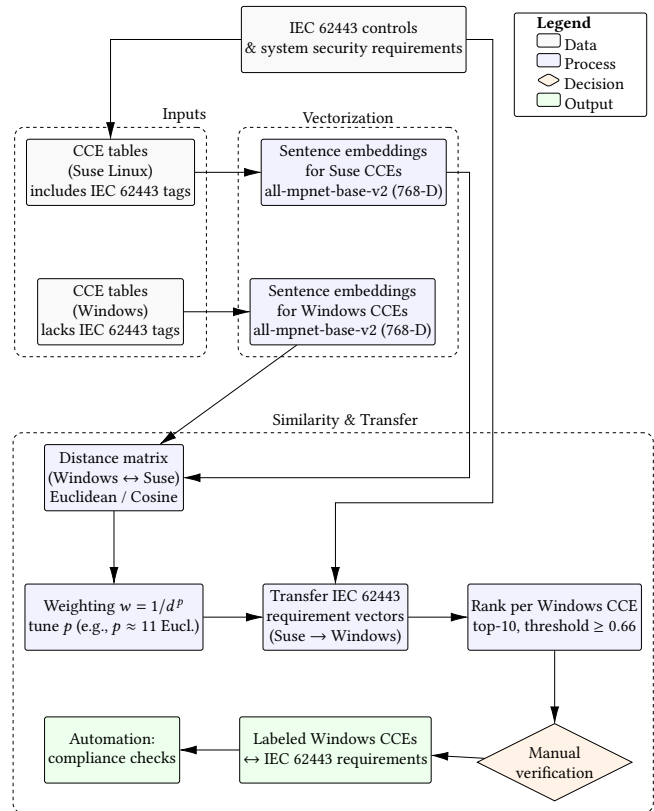 IEC 62443 controls
& system security requirements
Legend
Data
Process
Decision
Output
Inputs
Vectorization
CCE tables
(Suse Linux)
includes IEC 62443 tags
Sentence embeddings
for Suse CCEs
all-mpnet-base-v2 (768-D)
CCE tables
(Windows)
lacks IEC 62443 tags
Sentence embeddings
for Windows CCEs
all-mpnet-base-v2 (768-D)
Similarity & Transfer
Distance matrix
(Windows ↔ Suse)
Euclidean / Cosine
Weighting w = 1/d^p
tune p (e.g., p ≈ 11 Eucl.)
Transfer IEC 62443
requirement vectors
(Suse → Windows)
Rank per Windows CCE
top-10, threshold ≥ 0.66
Automation:
compliance checks
Labeled Windows CCEs
↔ IEC 62443 requirements
Manual
verification